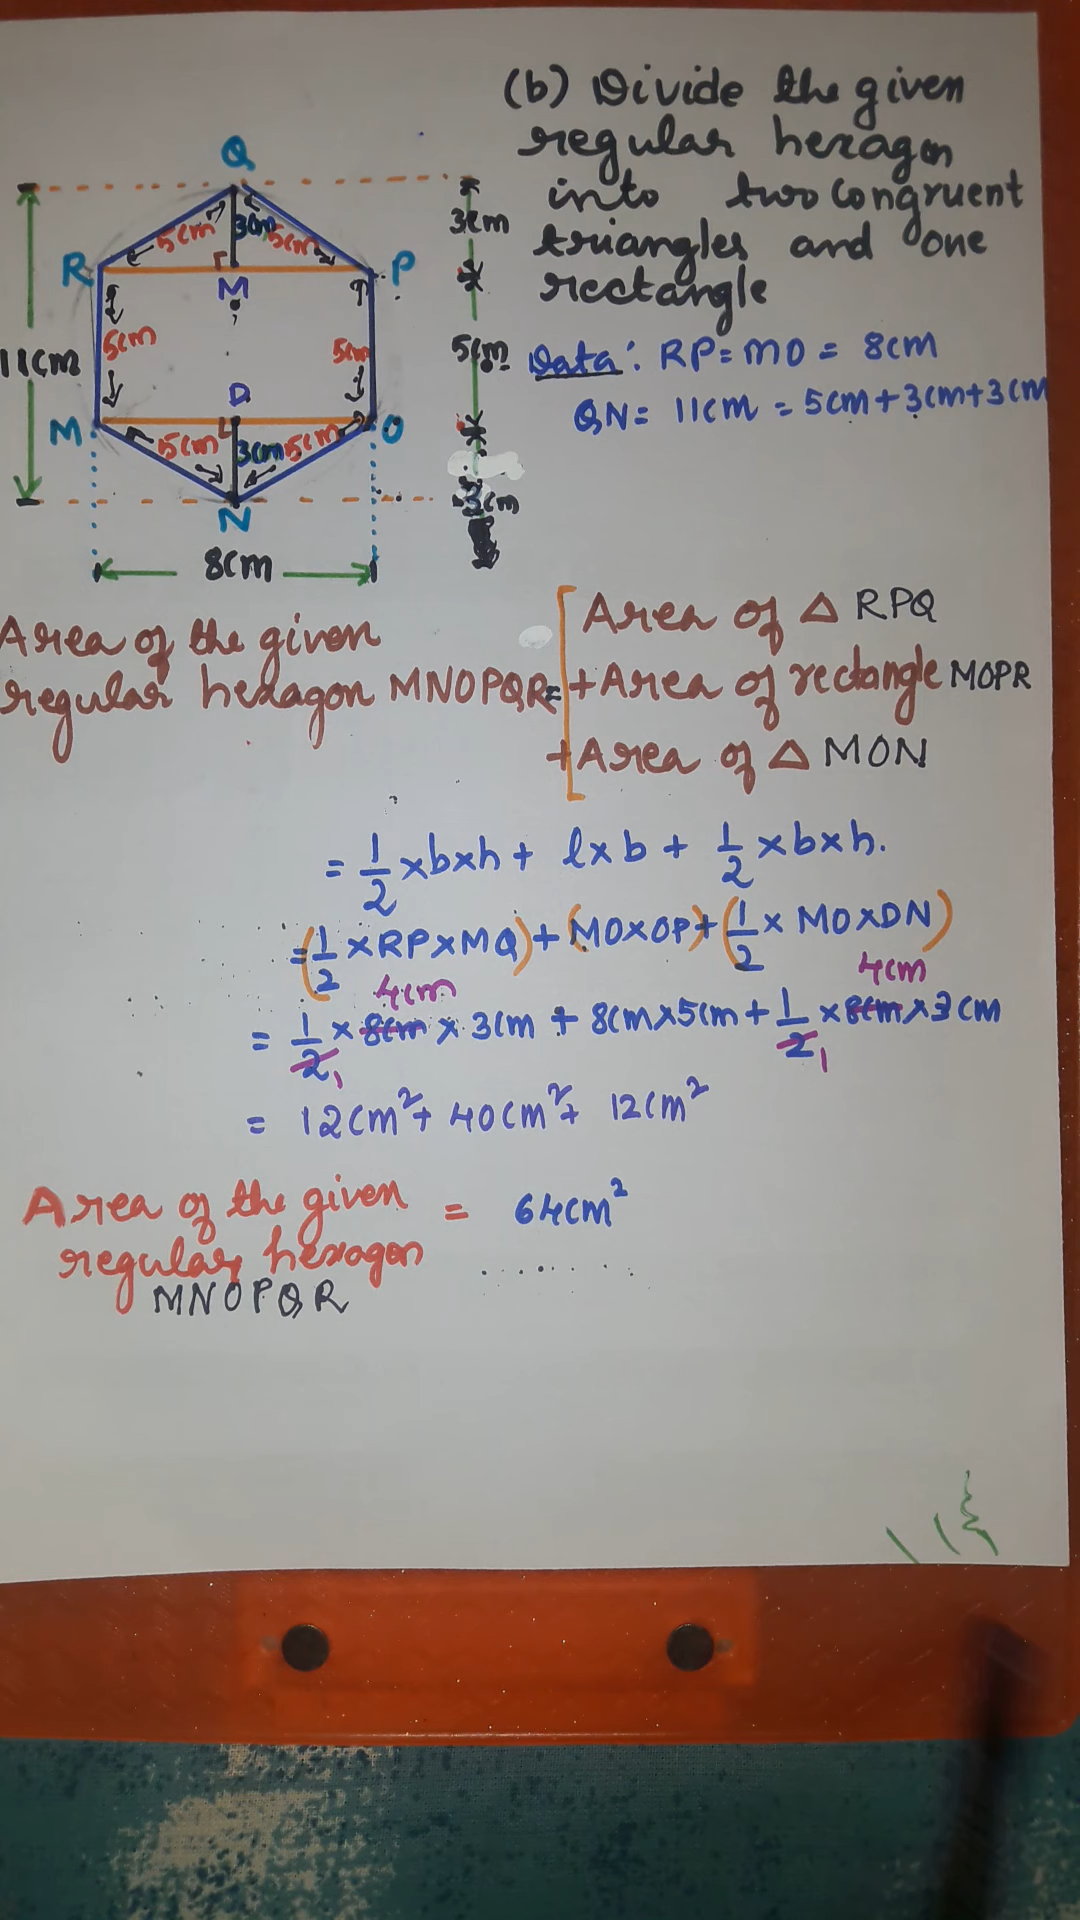 (b) Divide the given
regular hexagon
into two congruent
triangles and one
rectangle
Data: RP = MO = 8cm
QN = 11cm = 5cm + 3cm + 3cm
Q
3cm
5cm 3cm 5cm
R P
M
11cm 5cm 5cm 5cm
D
M O
5cm 3cm 5cm
3cm
N
8cm
Area of the given
regular hexagon MNOPQR =
Area of △ RPQ
+ Area of rectangle MOPR
+ Area of △ MON
= 1/2 × b × h + l × b + 1/2 × b × h.
= (1/2 × RP × MQ) + (MO × OP) + (1/2 × MO × DN)
4cm 4cm
= 1/2 × 8cm × 3cm + 8cm × 5cm + 1/2 × 8cm × 3cm
1 1
= 12cm² + 40cm² + 12cm²
Area of the given = 64cm²
regular hexagon
MNOPQR